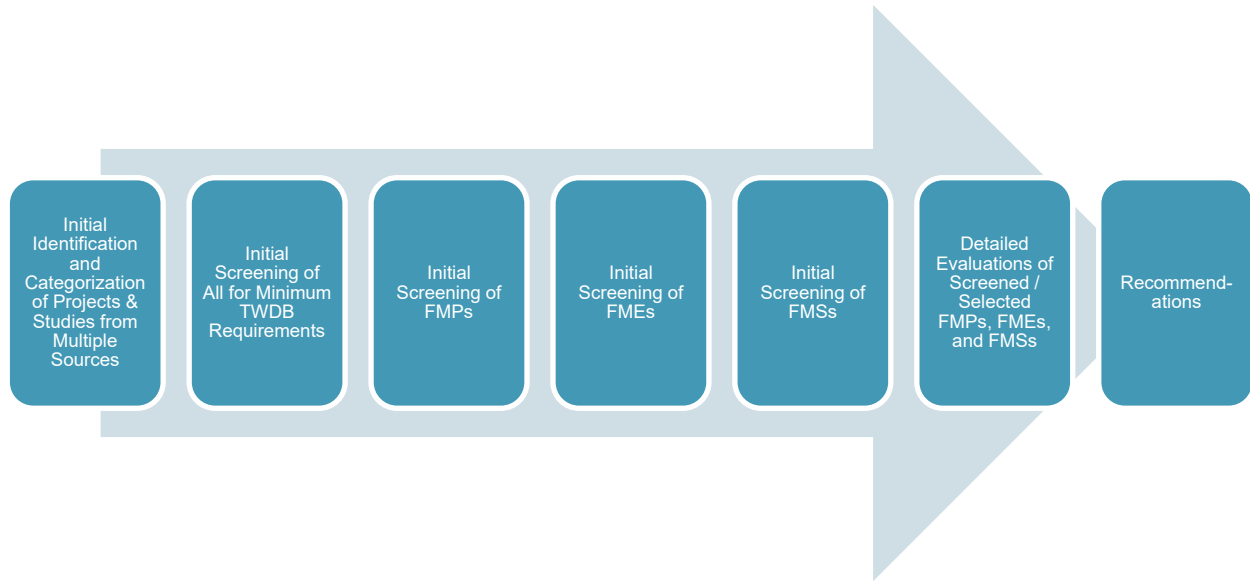 Initial
Identification
and
Categorization
of Projects &
Studies from
Multiple
Sources
Initial
Screening of
All for Minimum
TWDB
Requirements
Initial
Screening of
FMPs
Initial
Screening of
FMEs
Initial
Screening of
FMSs
Detailed
Evaluations of
Screened /
Selected
FMPs, FMEs,
and FMSs
Recommend-
ations